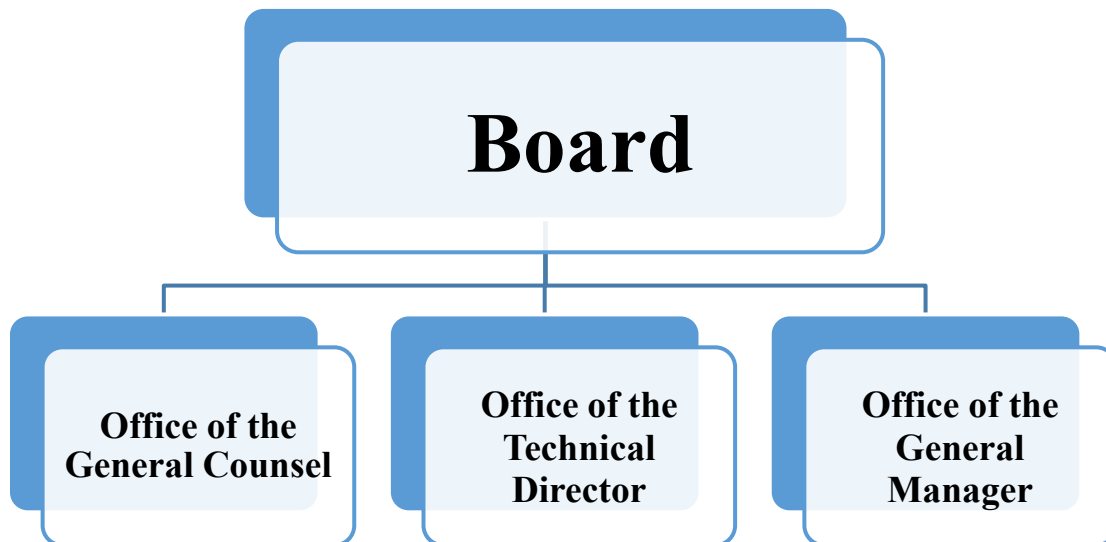 Board
Office of the
General Counsel
Office of the
Technical
Director
Office of the
General
Manager